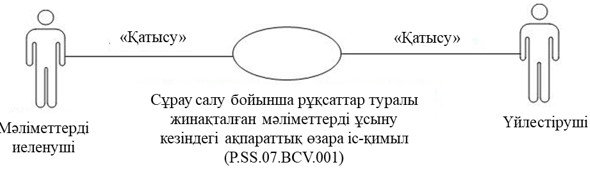 «Қатысу»
«Қатысу»
Сұрау салу бойынша рұқсаттар туралы
жинақталған мәліметтерді ұсыну
кезіндегі ақпараттық өзара іс-қимыл
(P.SS.07.BCV.001)
Мәліметтерді
иеленуші
Үйлестіруші